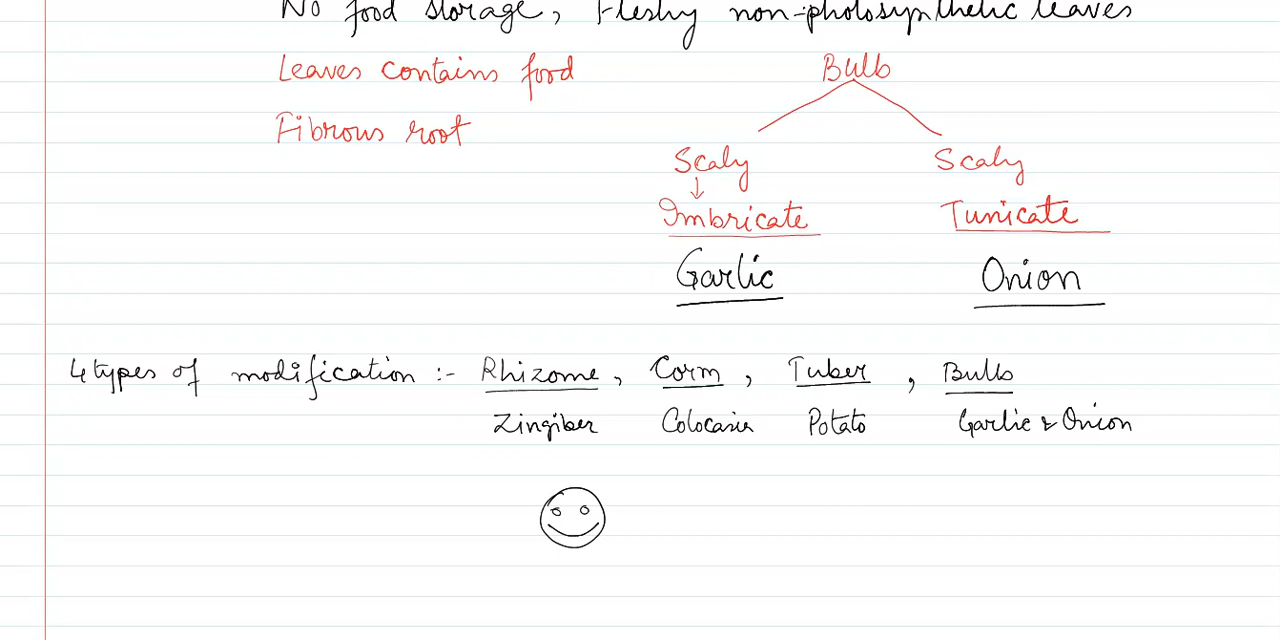 No food storage, Fleshy non-photosynthetic leaves
Leaves contains food
Bulb
Fibrous root
Scaly Scaly
Imbricate Tunicate
Garlic Onion
4 types of modification :- Rhizome, Corm, Tuber, Bulb
Zingiber Colocasia Potato Garlic & Onion